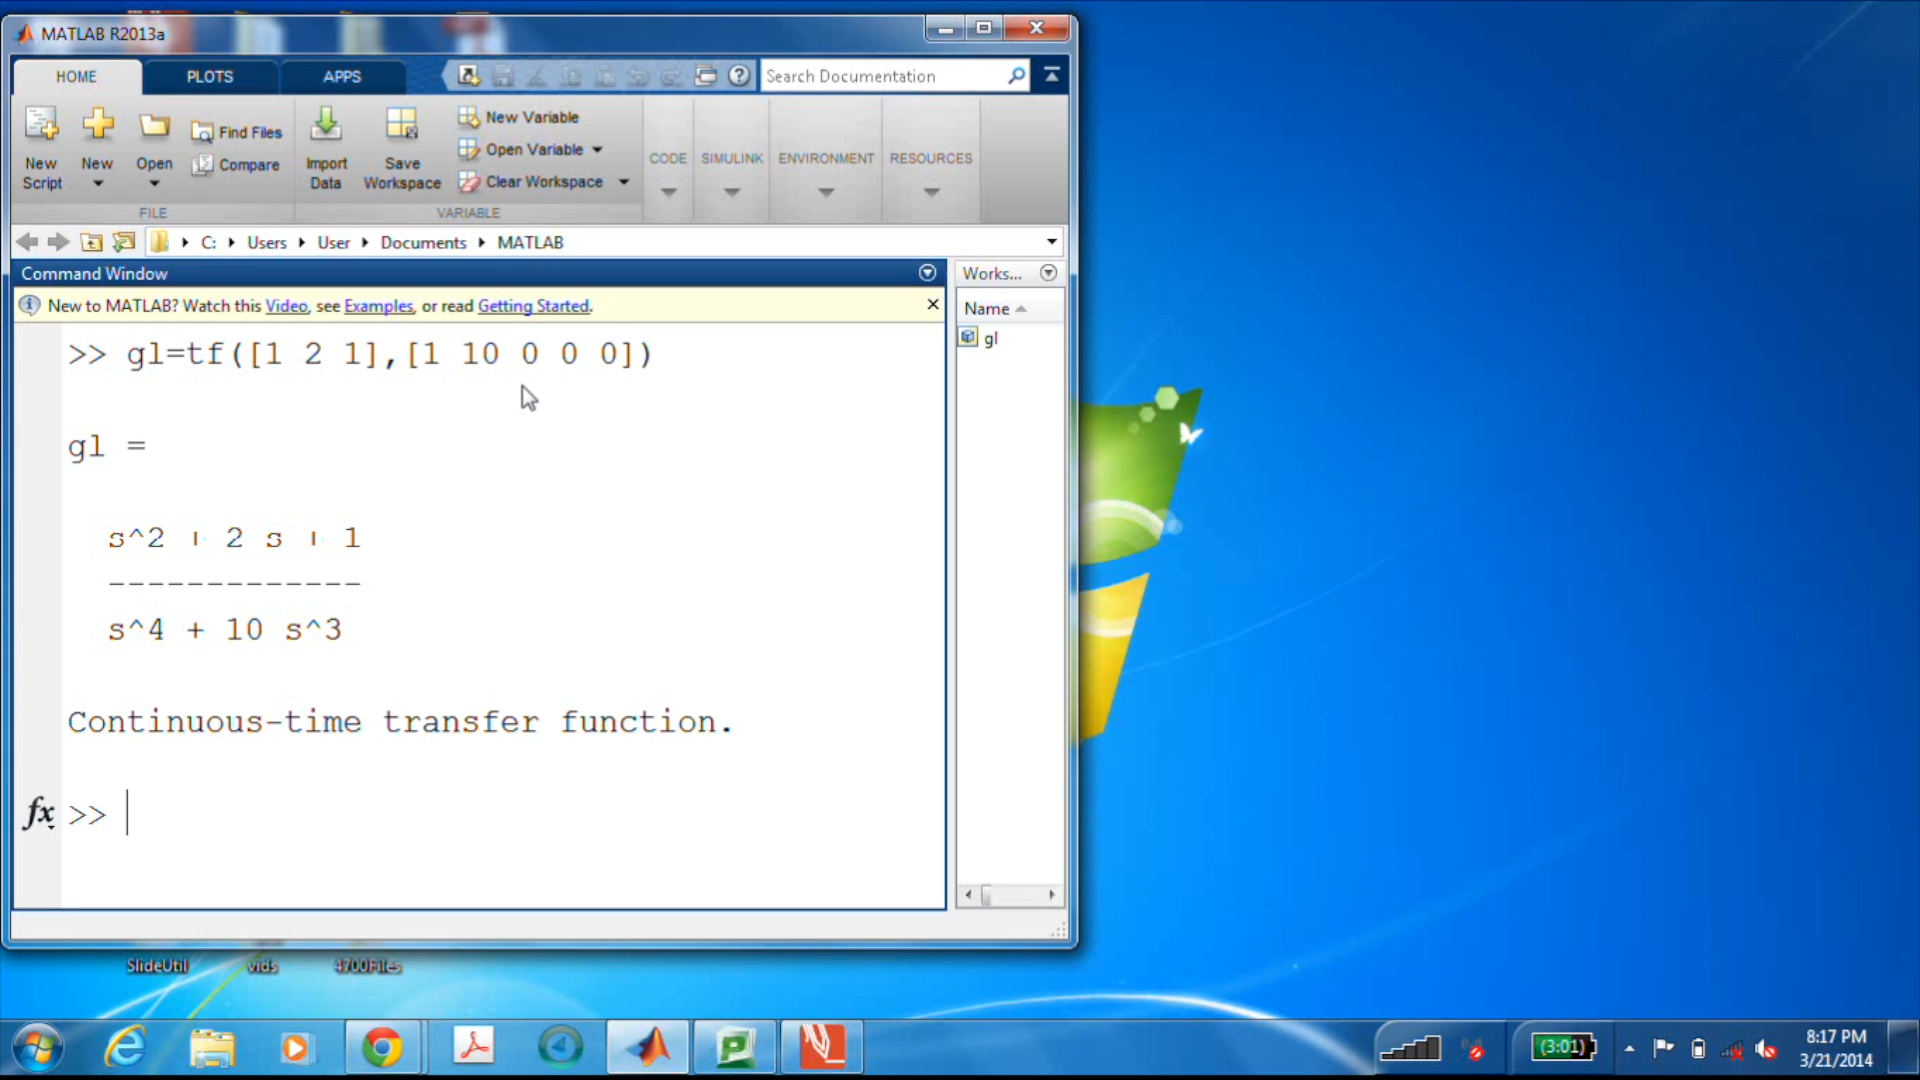 MATLAB R2013a
HOME PLOTS APPS Search Documentation
New Script New Open Find Files Compare Import Data Save Workspace New Variable Open Variable Clear Workspace CODE SIMULINK ENVIRONMENT RESOURCES
FILE VARIABLE
C: Users User Documents MATLAB
Command Window Works...
New to MATLAB? Watch this Video, see Examples, or read Getting Started.
Name
gl
>> gl=tf([1 2 1],[1 10 0 0 0])
gl =
s^2 + 2 s + 1
-------------
s^4 + 10 s^3
Continuous-time transfer function.
fx >>
SlideUtil vids 4700Files
(3:01) 8:17 PM
3/21/2014